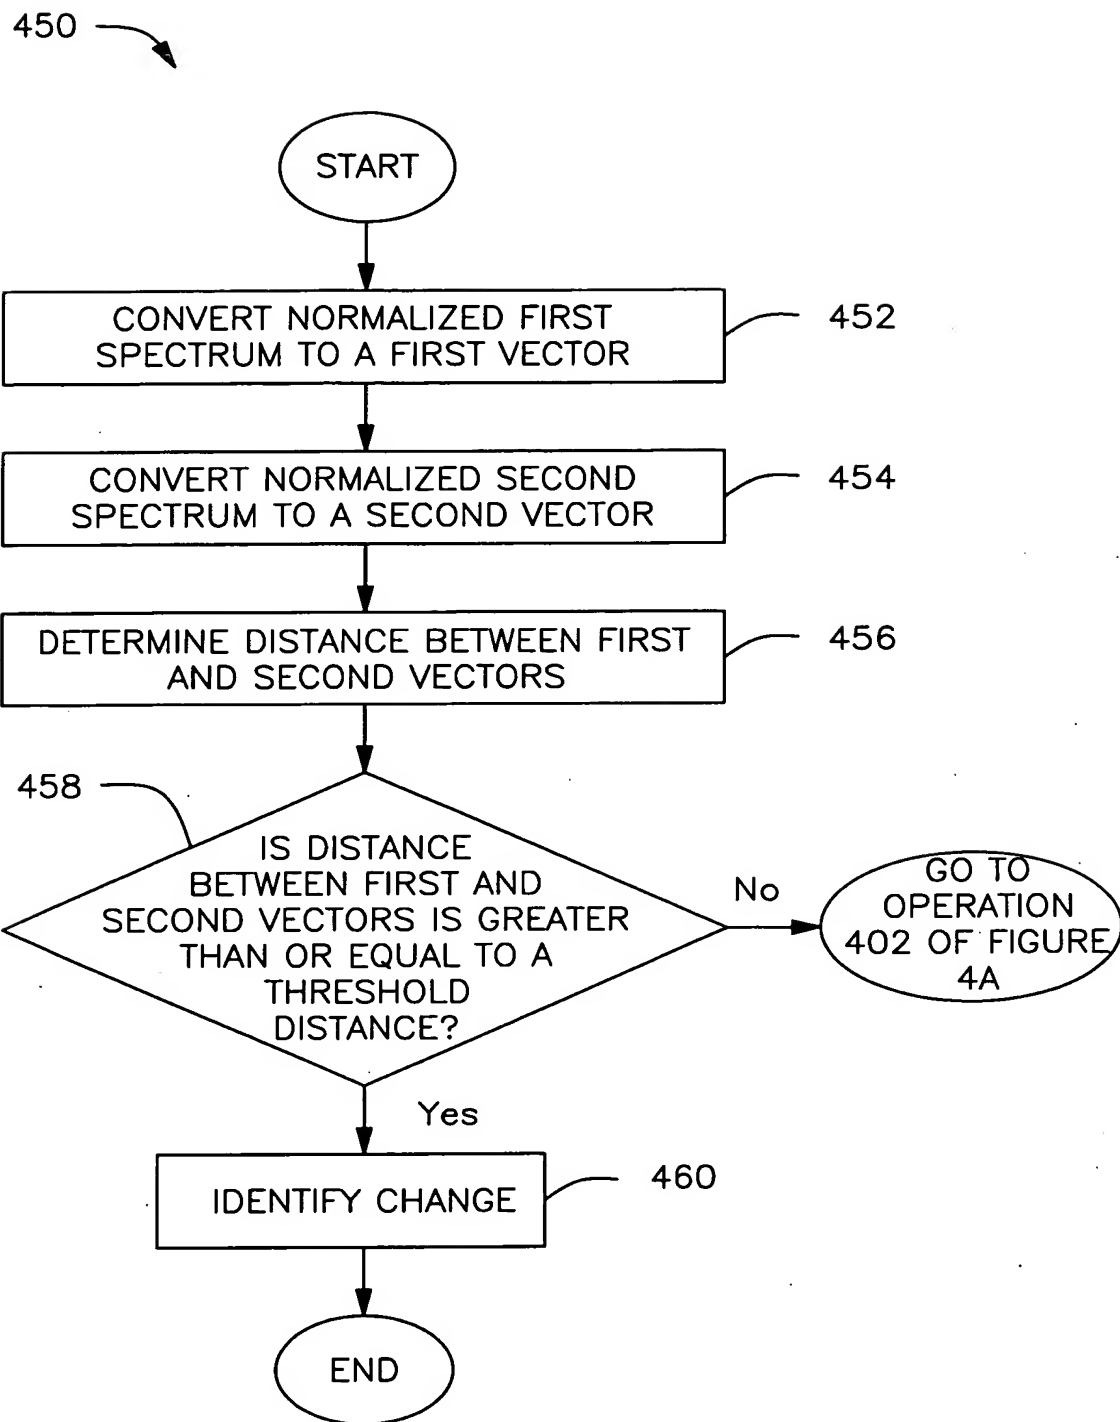 450
START
CONVERT NORMALIZED FIRST
SPECTRUM TO A FIRST VECTOR
452
CONVERT NORMALIZED SECOND
SPECTRUM TO A SECOND VECTOR
454
DETERMINE DISTANCE BETWEEN FIRST
AND SECOND VECTORS
456
458
IS DISTANCE
BETWEEN FIRST AND
SECOND VECTORS IS GREATER
THAN OR EQUAL TO A
THRESHOLD
DISTANCE?
No
GO TO
OPERATION
402 OF FIGURE
4A
Yes
IDENTIFY CHANGE
460
END